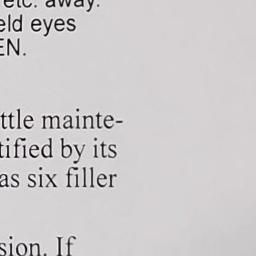 etc. away.
eld eyes
EN.
ttle mainte-
tified by its
as six filler
sion. If